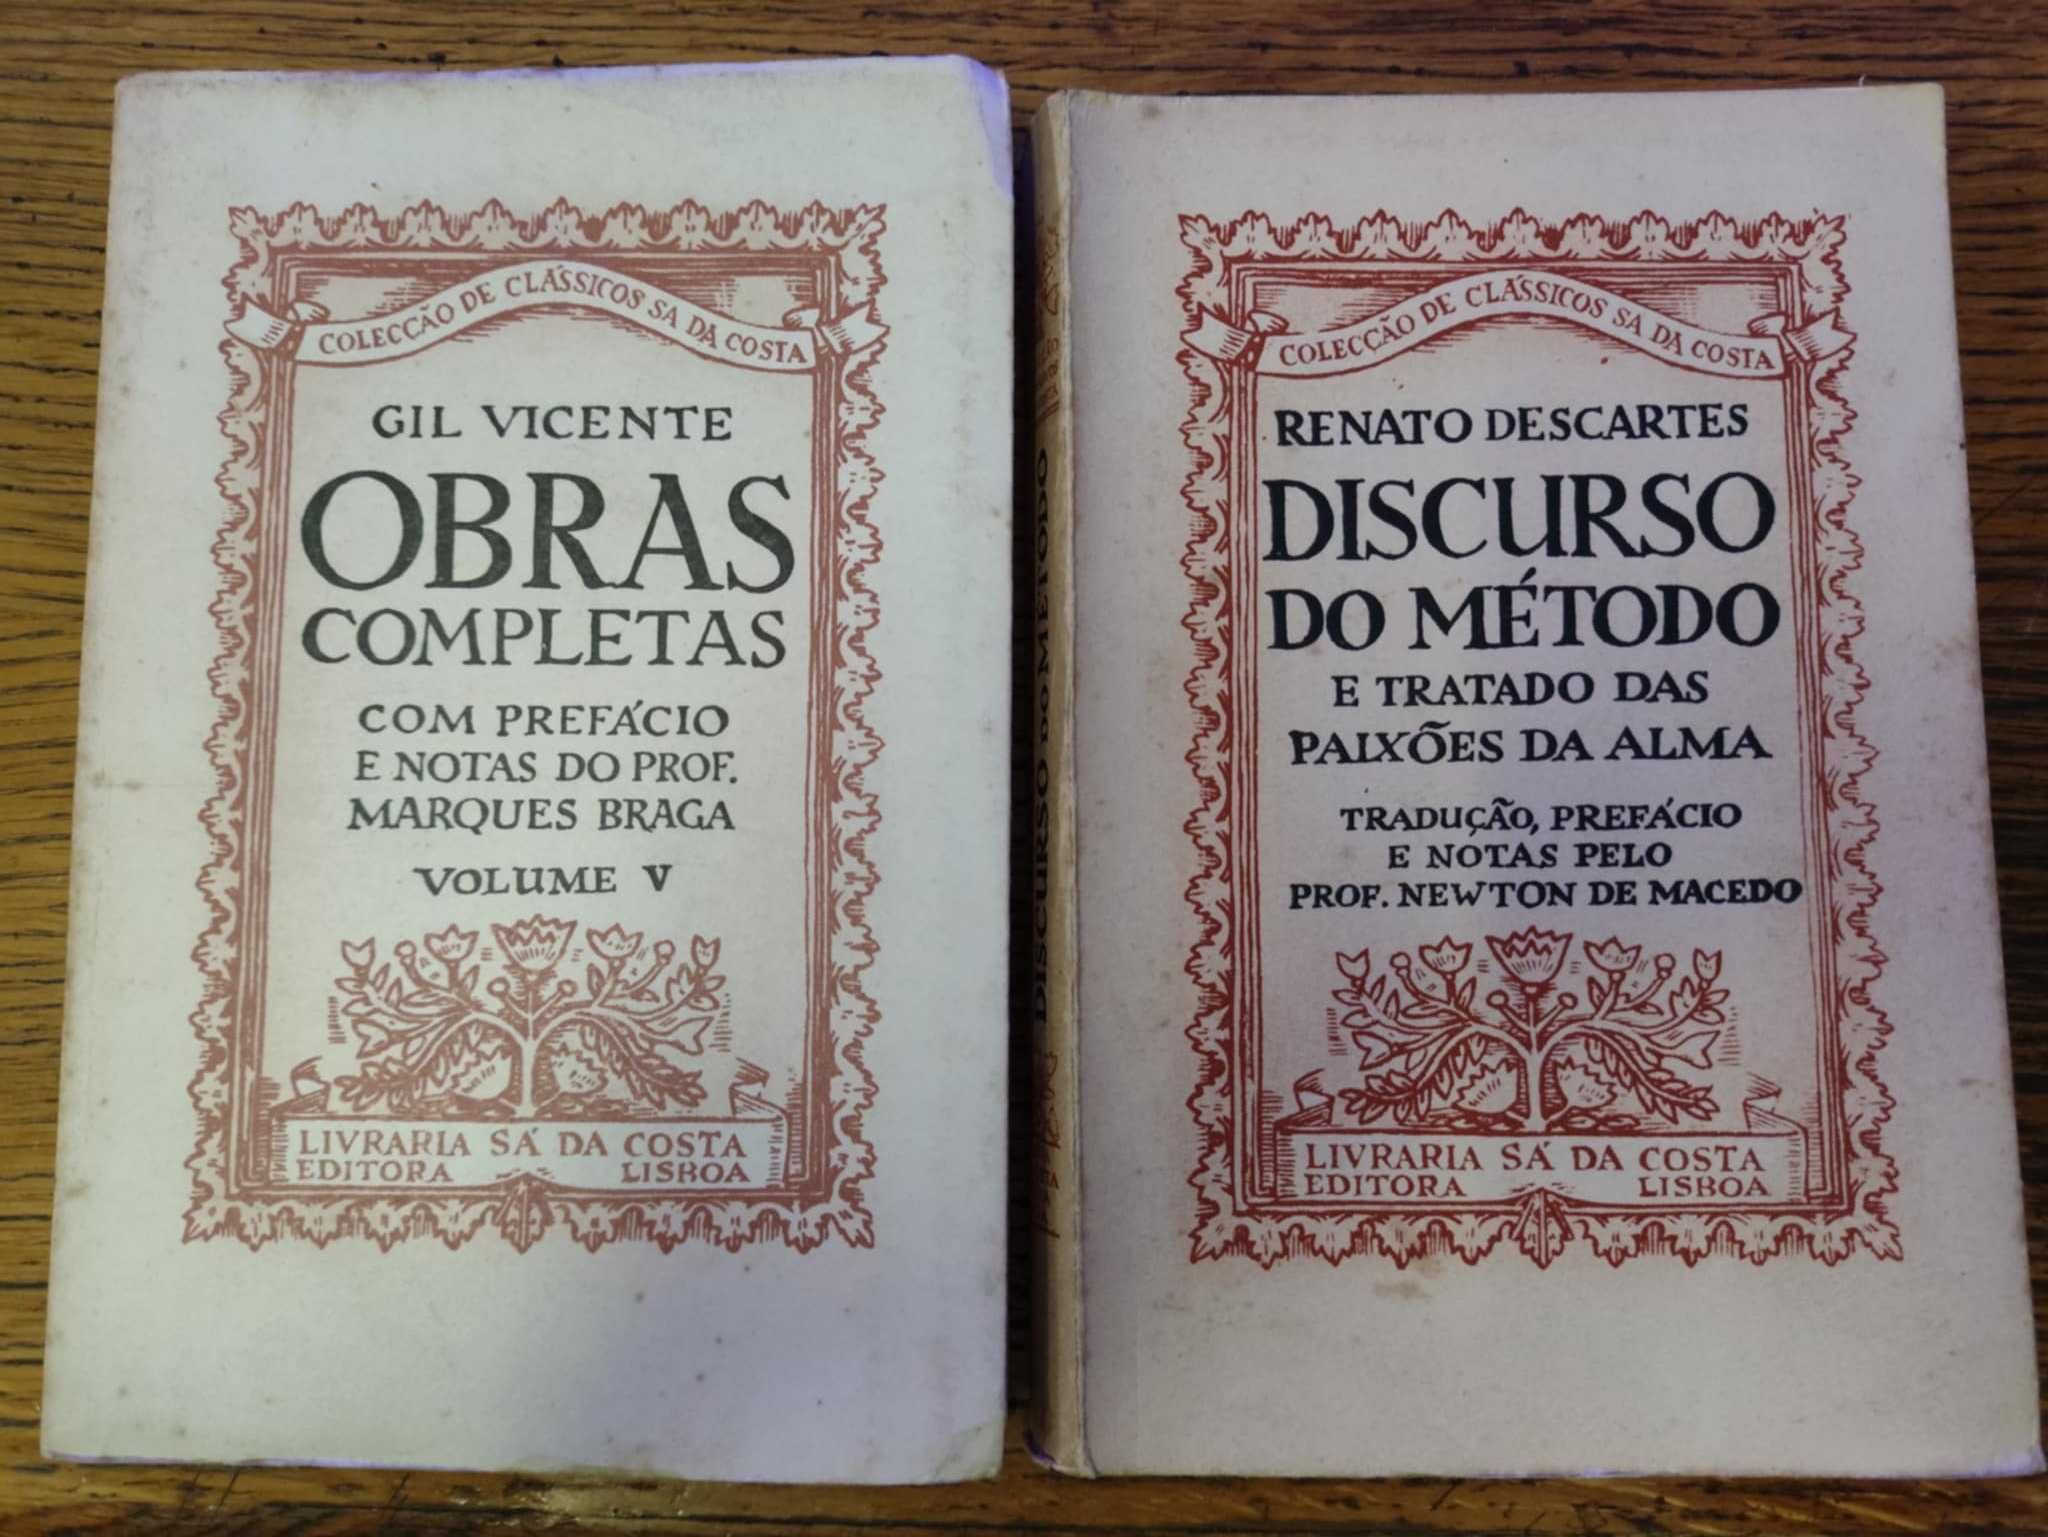 COLECÇÃO DE CLÁSSICOS SA DA COSTA
GIL VICENTE
OBRAS
COMPLETAS
COM PREFÁCIO
E NOTAS DO PROF.
MARQUES BRAGA
VOLUME V
LIVRARIA SÁ DA COSTA
EDITORA LISBOA
DISCURSO DO MÉTODO
COLECÇÃO DE CLÁSSICOS SA DA COSTA
RENATO DESCARTES
DISCURSO
DO MÉTODO
E TRATADO DAS
PAIXÕES DA ALMA
TRADUÇÃO, PREFÁCIO
E NOTAS PELO
PROF. NEWTON DE MACEDO
LIVRARIA SÁ DA COSTA
EDITORA LISBOA